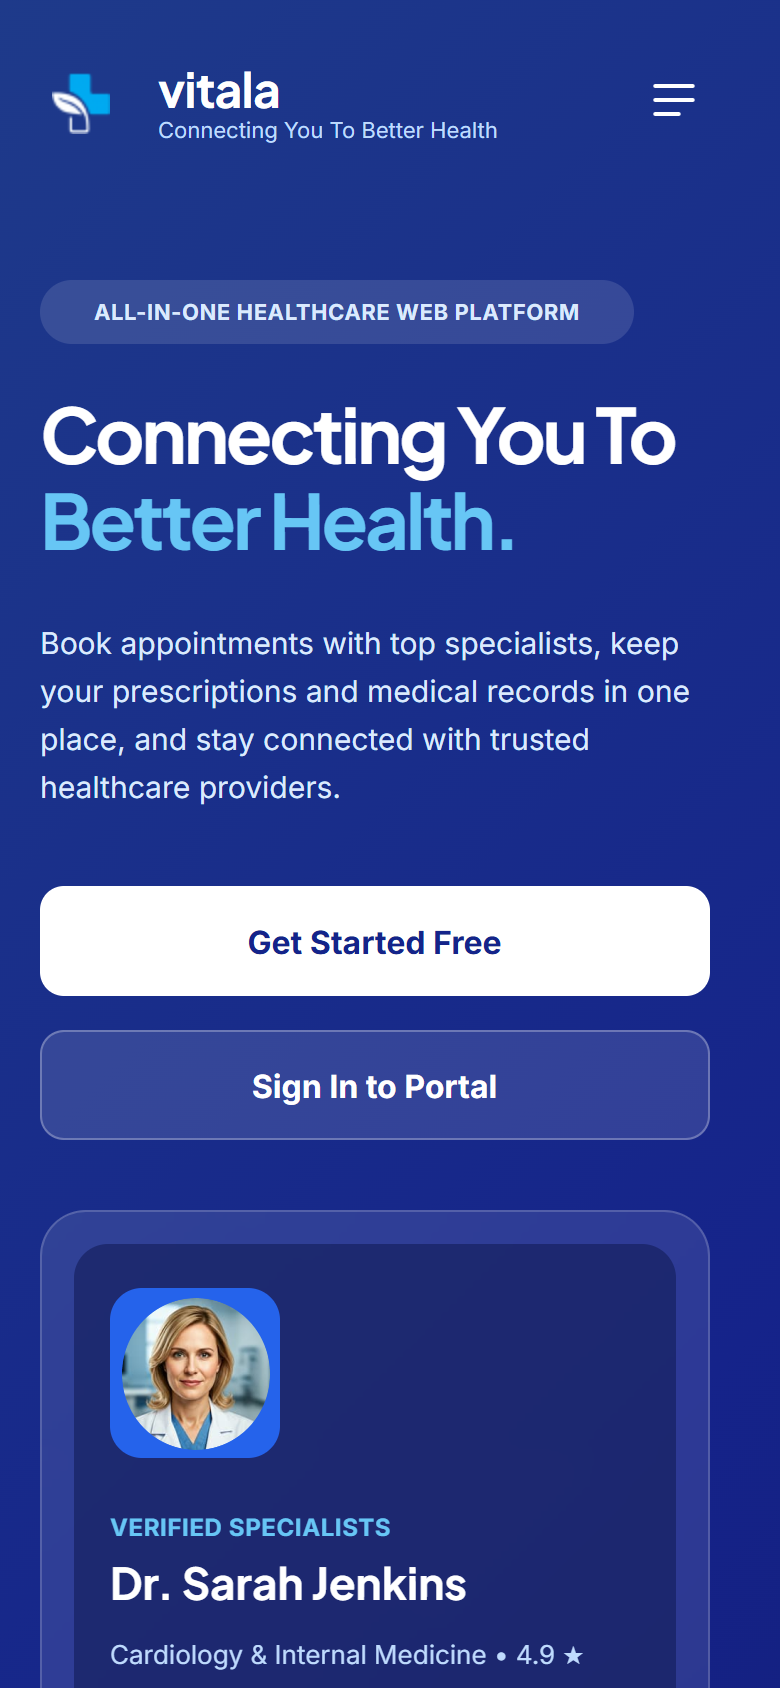 vitala
Connecting You To Better Health
ALL-IN-ONE HEALTHCARE WEB PLATFORM
Connecting You To
Better Health.
Book appointments with top specialists, keep
your prescriptions and medical records in one
place, and stay connected with trusted
healthcare providers.
Get Started Free
Sign In to Portal
VERIFIED SPECIALISTS
Dr. Sarah Jenkins
Cardiology & Internal Medicine • 4.9 ★